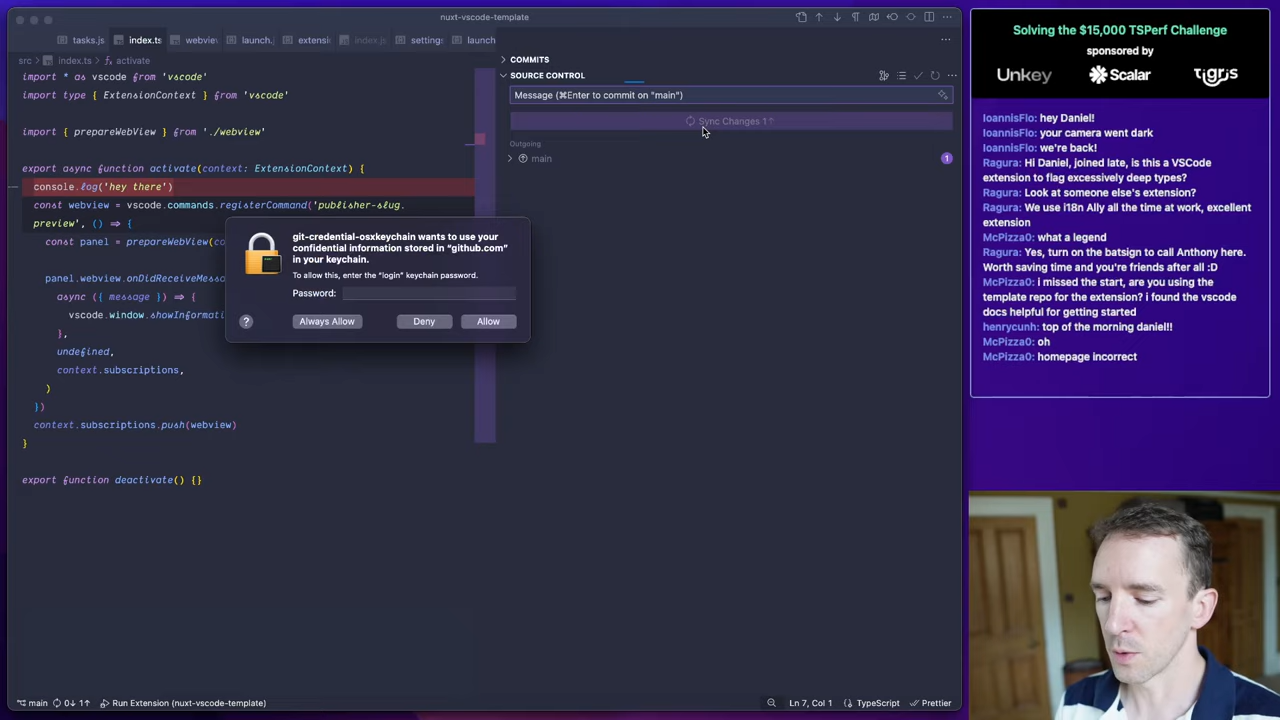 nuxt-vscode-template
tasks.js
index.ts
webview
launch.
extensi
index.js
setting:
launch
src > index.ts > activate
import * as vscode from 'vscode'
import type { ExtensionContext } from 'vscode'
import { prepareWebView } from './webview'
export async function activate(context: ExtensionContext) {
console.log('hey there')
const webview = vscode.commands.registerCommand('publisher-slug.
preview', () => {
const panel = prepareWebView(co
panel.webview.onDidReceiveMess
async ({ message }) => {
vscode.window.showInformati
},
undefined,
context.subscriptions,
)
})
context.subscriptions.push(webview)
}
export function deactivate() {}
COMMITS
SOURCE CONTROL
Message (⌘Enter to commit on "main")
Sync Changes 1↑
Outgoing
main
1
git-credential-osxkeychain wants to use your
confidential information stored in “github.com”
in your keychain.
To allow this, enter the “login” keychain password.
Password:
?
Always Allow
Deny
Allow
main
0↓ 1↑
Run Extension (nuxt-vscode-template)
Ln 7, Col 1
TypeScript
Prettier
Solving the $15,000 TSPerf Challenge
sponsored by
Unkey
Scalar
tigris
IoannisFlo: hey Daniel!
IoannisFlo: your camera went dark
IoannisFlo: we're back!
Ragura: Hi Daniel, joined late, is this a VSCode
extension to flag excessively deep types?
Ragura: Look at someone else's extension?
Ragura: We use i18n Ally all the time at work, excellent
extension
McPizza0: what a legend
Ragura: Yes, turn on the batsign to call Anthony here.
Worth saving time and you're friends after all :D
McPizza0: i missed the start, are you using the
template repo for the extension? i found the vscode
docs helpful for getting started
henrycunh: top of the morning daniel!!
McPizza0: oh
McPizza0: homepage incorrect